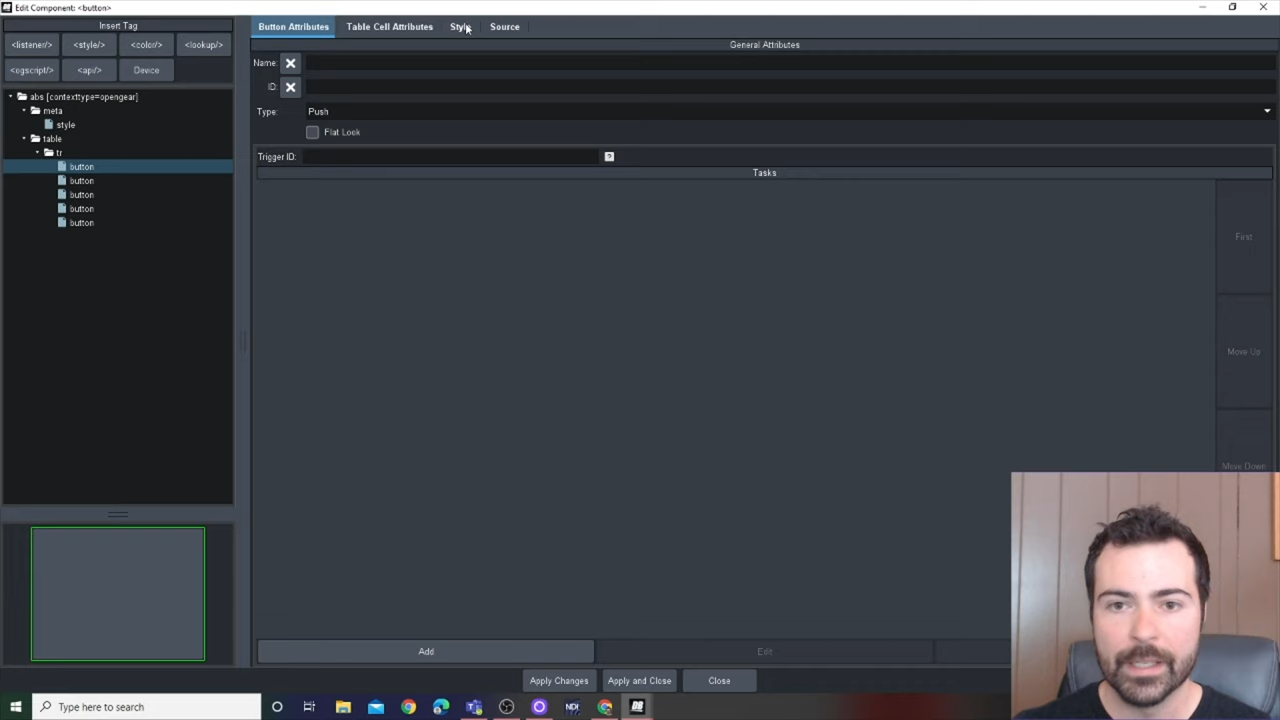 Edit Component: <button>
Insert Tag
<listener/>
<style/>
<color/>
<lookup/>
<ogscript/>
<api/>
Device
abs [contexttype=opengear]
meta
style
table
tr
button
button
button
button
button
Button Attributes
Table Cell Attributes
Style
Source
General Attributes
Name:
ID:
Type:
Push
Flat Look
Trigger ID:
?
Tasks
First
Move Up
Move Down
Add
Edit
Apply Changes
Apply and Close
Close
Type here to search
NDI
DB